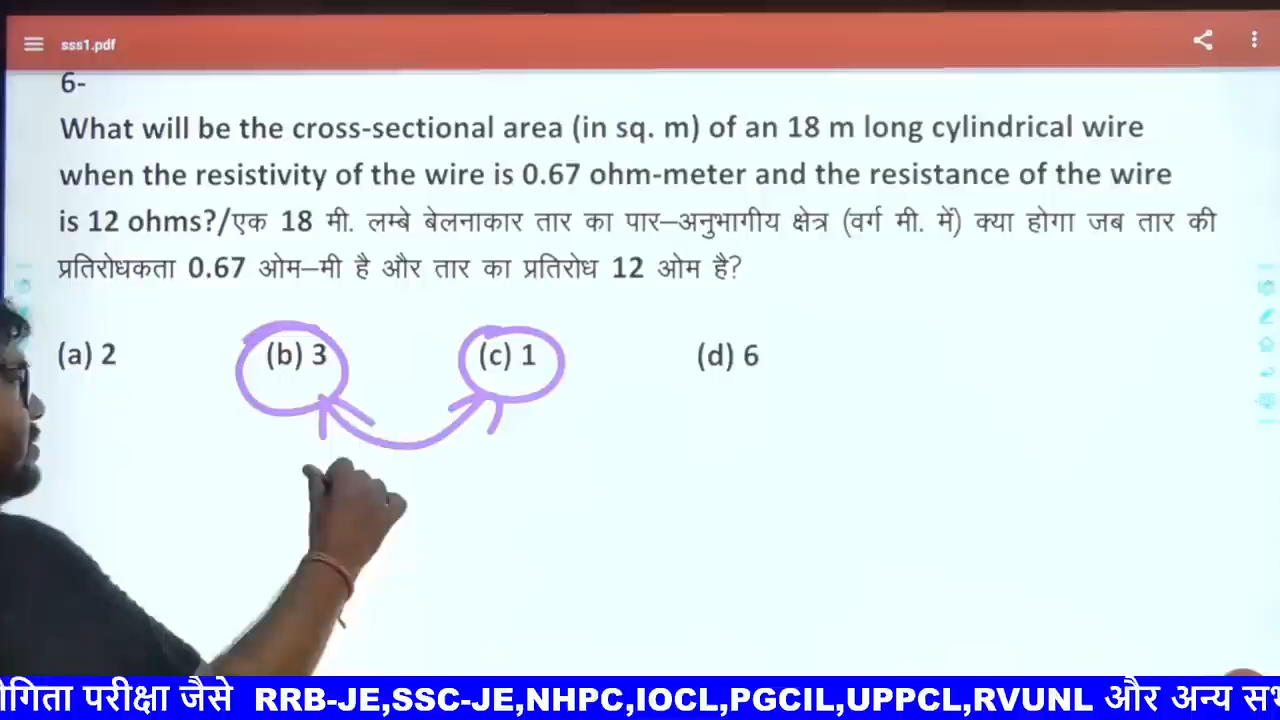 sss1.pdf
6-
What will be the cross-sectional area (in sq. m) of an 18 m long cylindrical wire
when the resistivity of the wire is 0.67 ohm-meter and the resistance of the wire
is 12 ohms?/एक 18 मी. लम्बे बेलनाकार तार का पार–अनुभागीय क्षेत्र (वर्ग मी. में) क्या होगा जब तार की
प्रतिरोधकता 0.67 ओम–मी है और तार का प्रतिरोध 12 ओम है?
(a) 2 (b) 3 (c) 1 (d) 6
परीक्षा जैसे RRB-JE,SSC-JE,NHPC,IOCL,PGCIL,UPPCL,RVUNL और अन्य